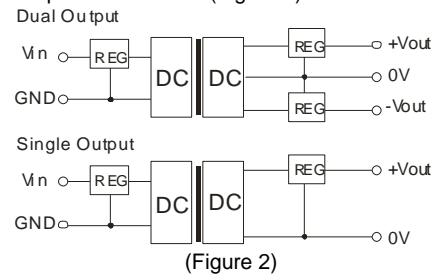 Dual Output
Vin REG DC DC REG +Vout
0V
GND REG -Vout
Single Output
Vin REG DC DC REG +Vout
GND 0V
(Figure 2)